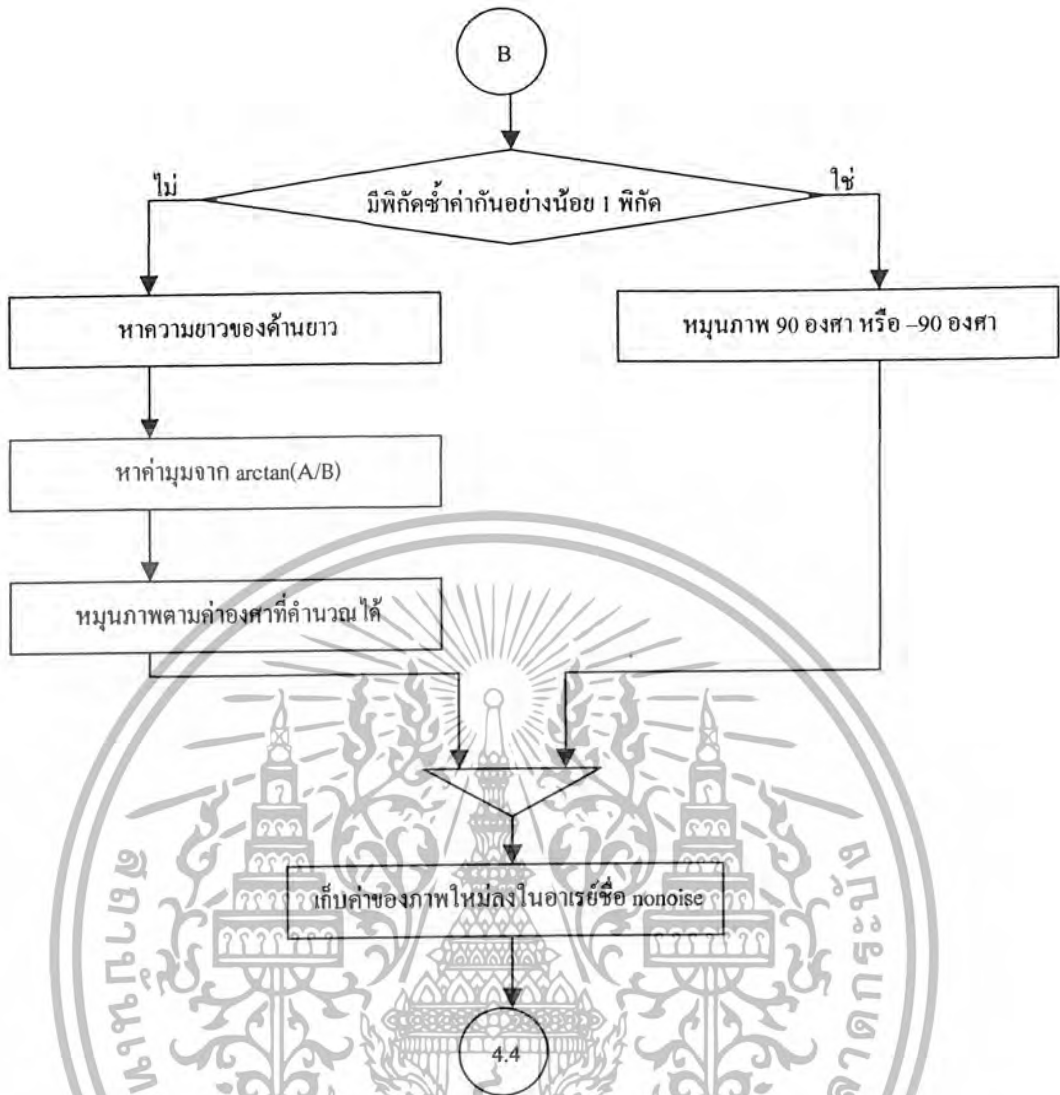 B
ไม่
ใช่
มีพิกัดซ้ำค่ากันอย่างน้อย 1 พิกัด
หาความยาวของด้านยาว
หมุนภาพ 90 องศา หรือ –90 องศา
หาค่ามุมจาก arctan(A/B)
หมุนภาพตามค่าองศาที่คำนวณได้
เก็บค่าของภาพใหม่ลงในอาเรย์ชื่อ nonoise
4.4